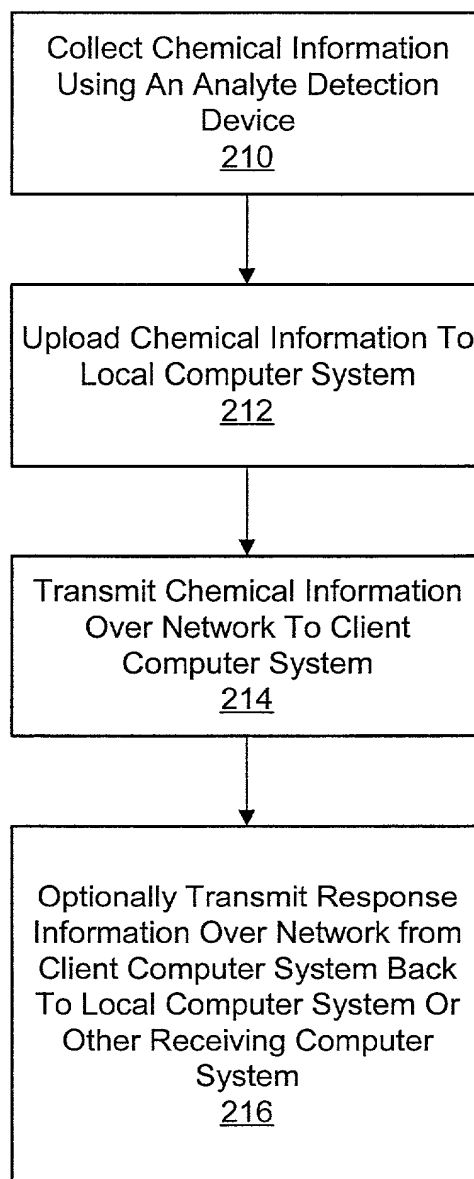 Collect Chemical Information
Using An Analyte Detection
Device
210
Upload Chemical Information To
Local Computer System
212
Transmit Chemical Information
Over Network To Client
Computer System
214
Optionally Transmit Response
Information Over Network from
Client Computer System Back
To Local Computer System Or
Other Receiving Computer
System
216